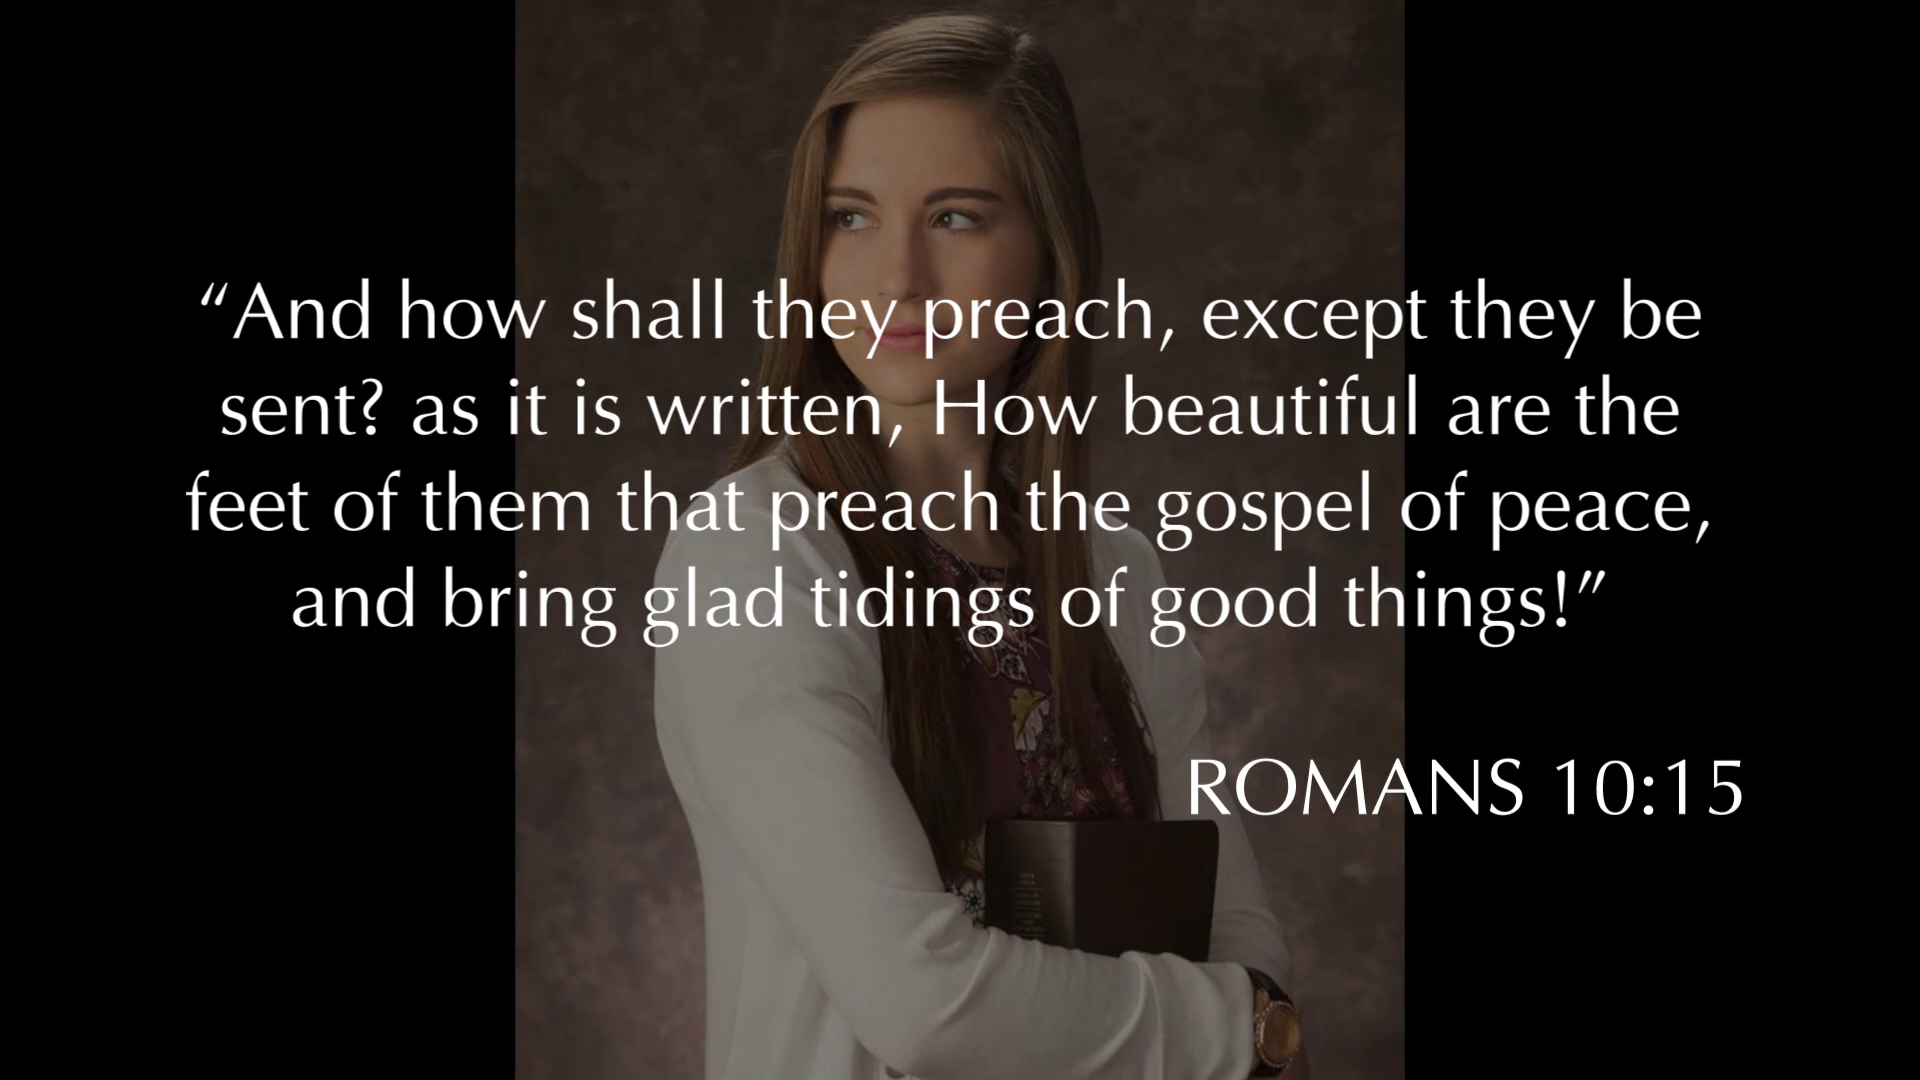 “And how shall they preach, except they be
sent? as it is written, How beautiful are the
feet of them that preach the gospel of peace,
and bring glad tidings of good things!”
ROMANS 10:15